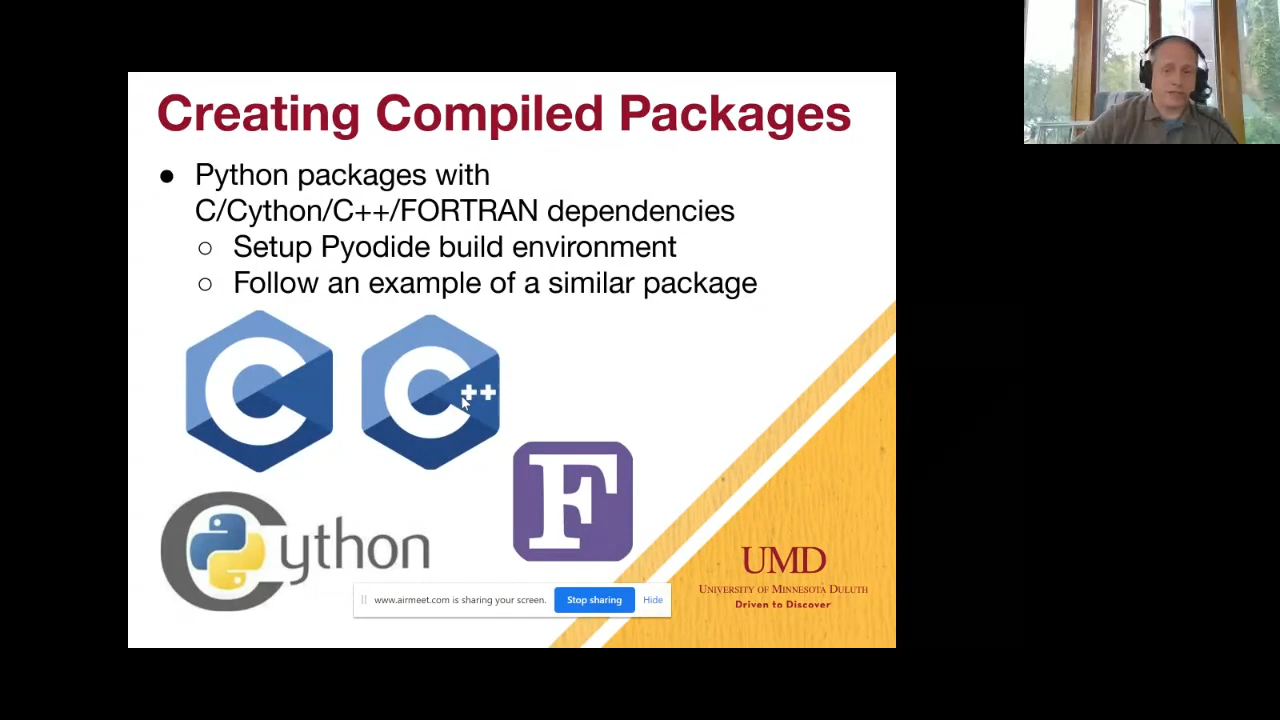 Creating Compiled Packages
● Python packages with
C/Cython/C++/FORTRAN dependencies
○ Setup Pyodide build environment
○ Follow an example of a similar package
C
C++
F
Cython
www.airmeet.com is sharing your screen. Stop sharing Hide
UMD
UNIVERSITY OF MINNESOTA DULUTH
Driven to Discover